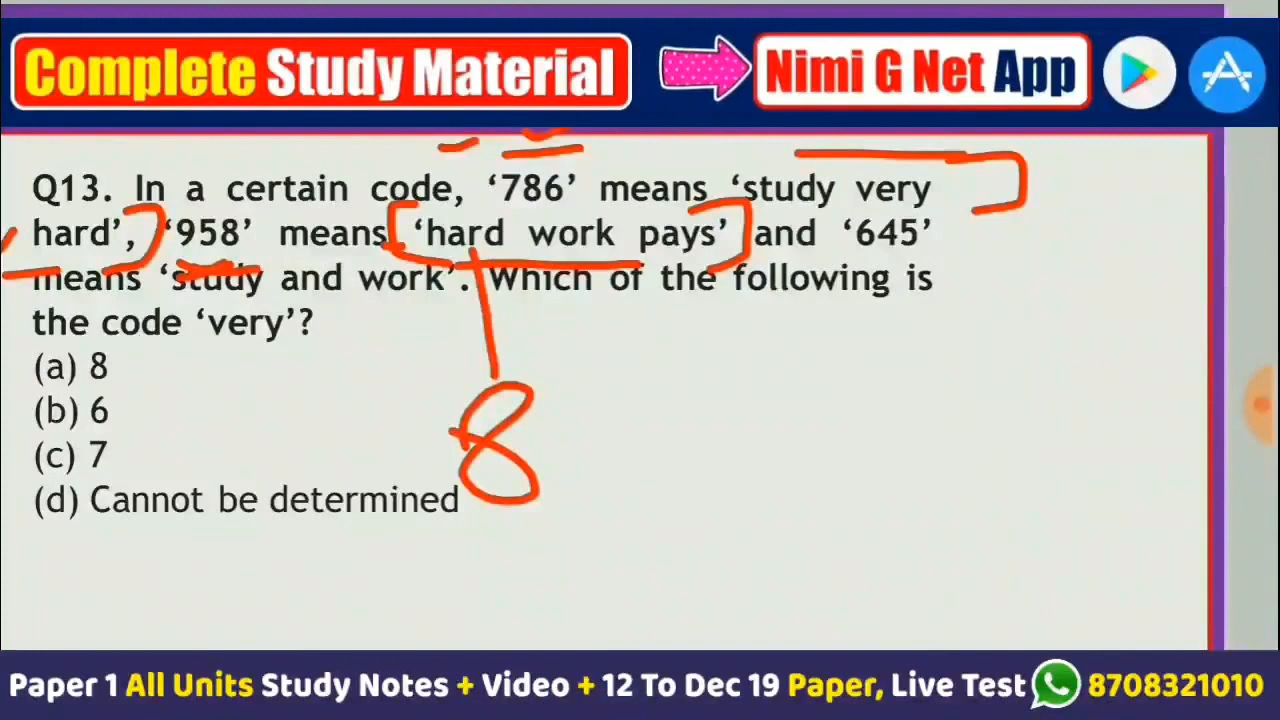 Complete Study Material Nimi G Net App
Q13. In a certain code, ‘786’ means ‘study very
hard’, ‘958’ means ‘hard work pays’ and ‘645’
means ‘study and work’. Which of the following is
the code ‘very’?
(a) 8
(b) 6
(c) 7
(d) Cannot be determined
8
Paper 1 All Units Study Notes + Video + 12 To Dec 19 Paper, Live Test 8708321010